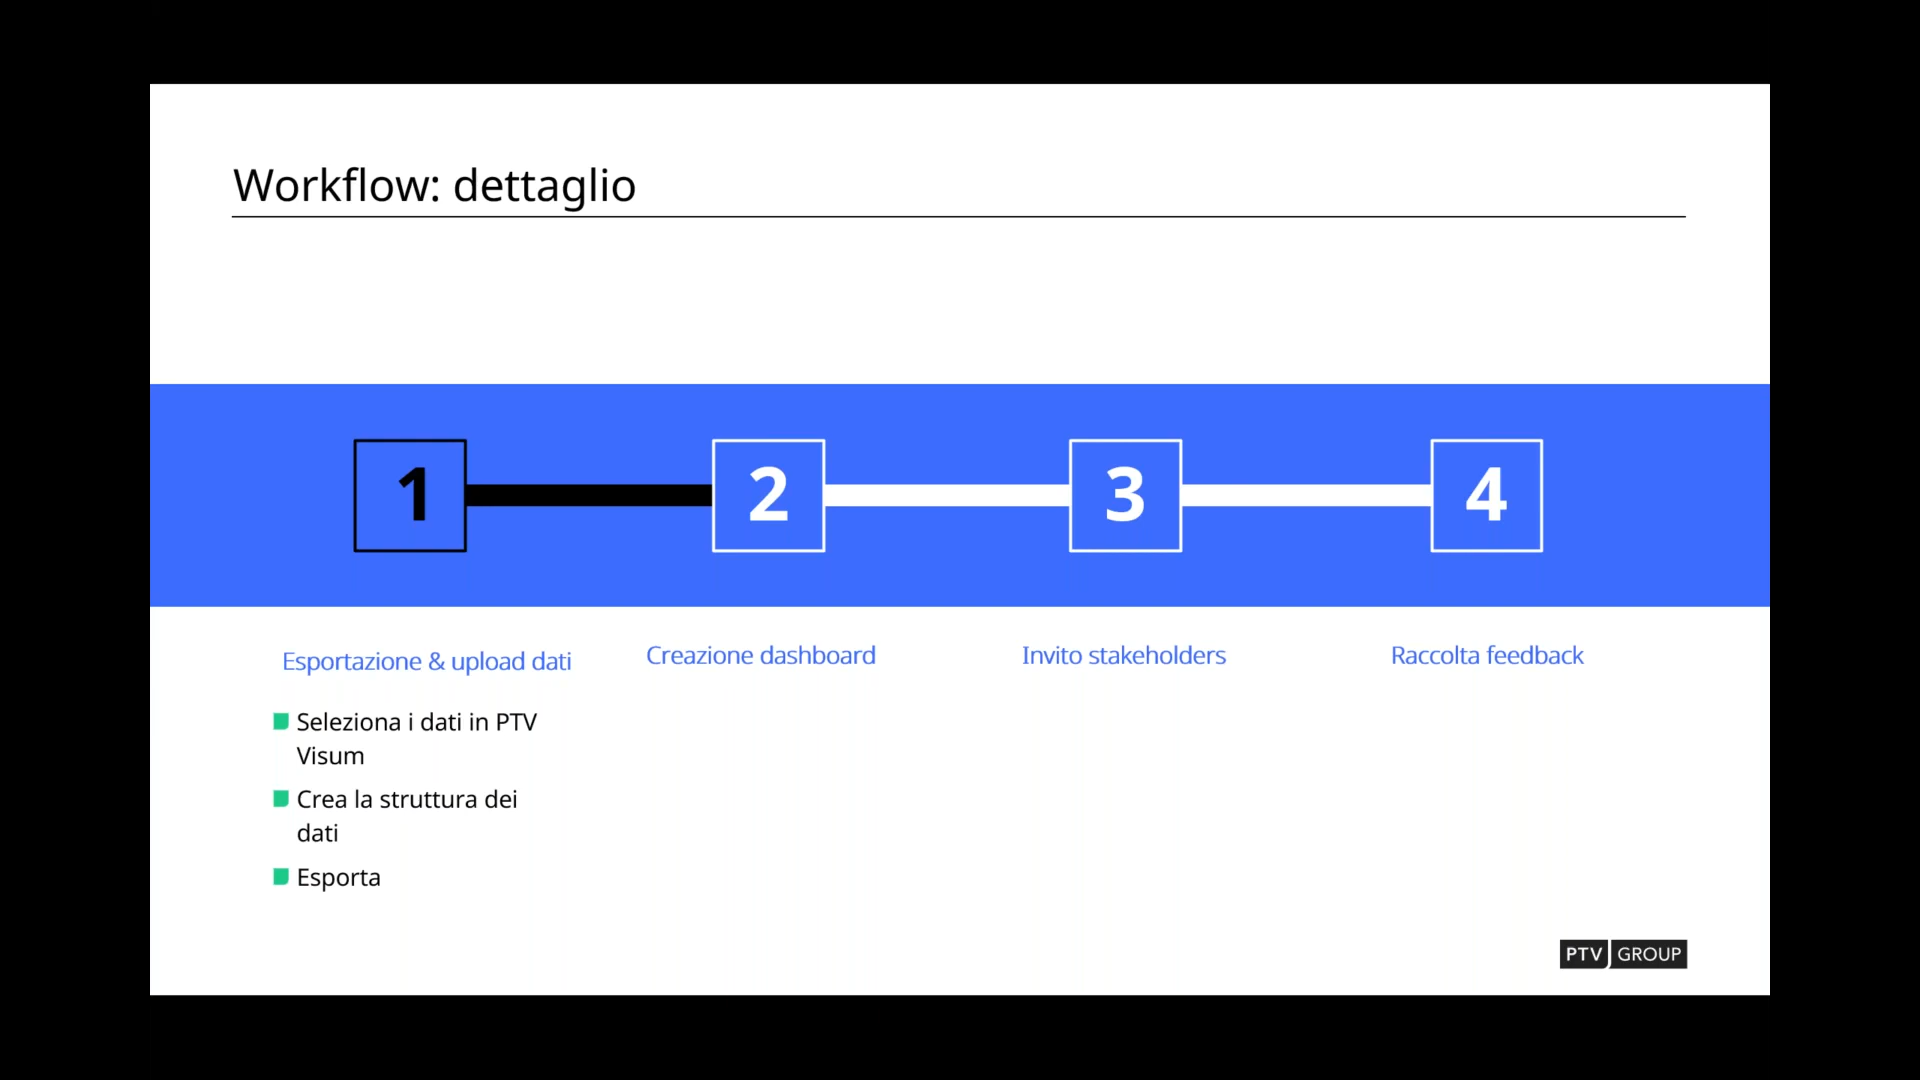 Workflow: dettaglio
1
2
3
4
Esportazione & upload dati
Creazione dashboard
Invito stakeholders
Raccolta feedback
Seleziona i dati in PTV
Visum
Crea la struttura dei
dati
Esporta
PTV GROUP